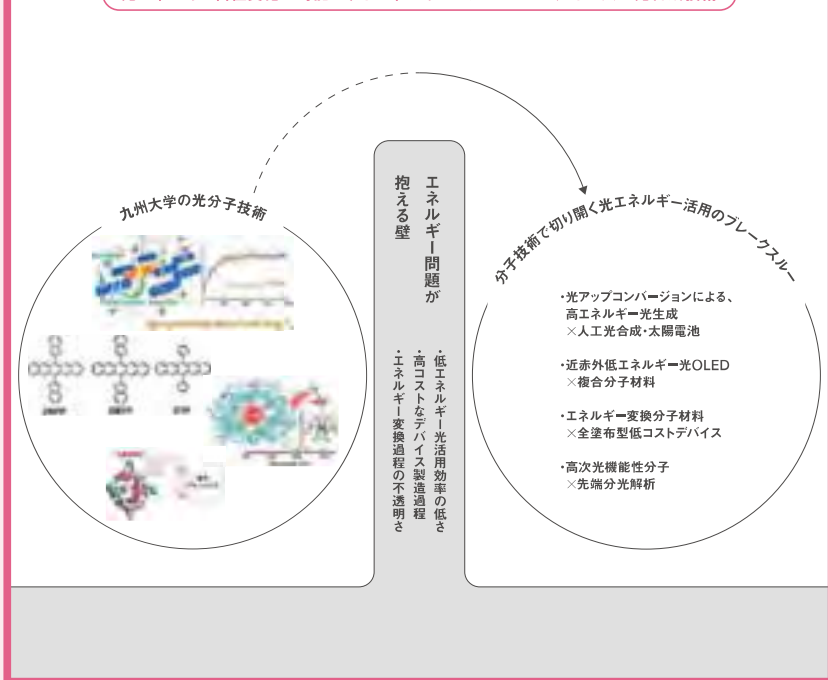 九州大学の光分子技術
エネルギー問題が
抱える壁
・低エネルギー光活用効率の低さ
・高コストなデバイス製造過程
・エネルギー変換過程の不透明さ
分子技術で切り開く光エネルギー活用のブレークスルー
・光アップコンバージョンによる、
高エネルギー光生成
×人工光合成・太陽電池
・近赤外低エネルギー光OLED
×複合分子材料
・エネルギー変換分子材料
×全塗布型低コストデバイス
・高次光機能性分子
×先端分光解析